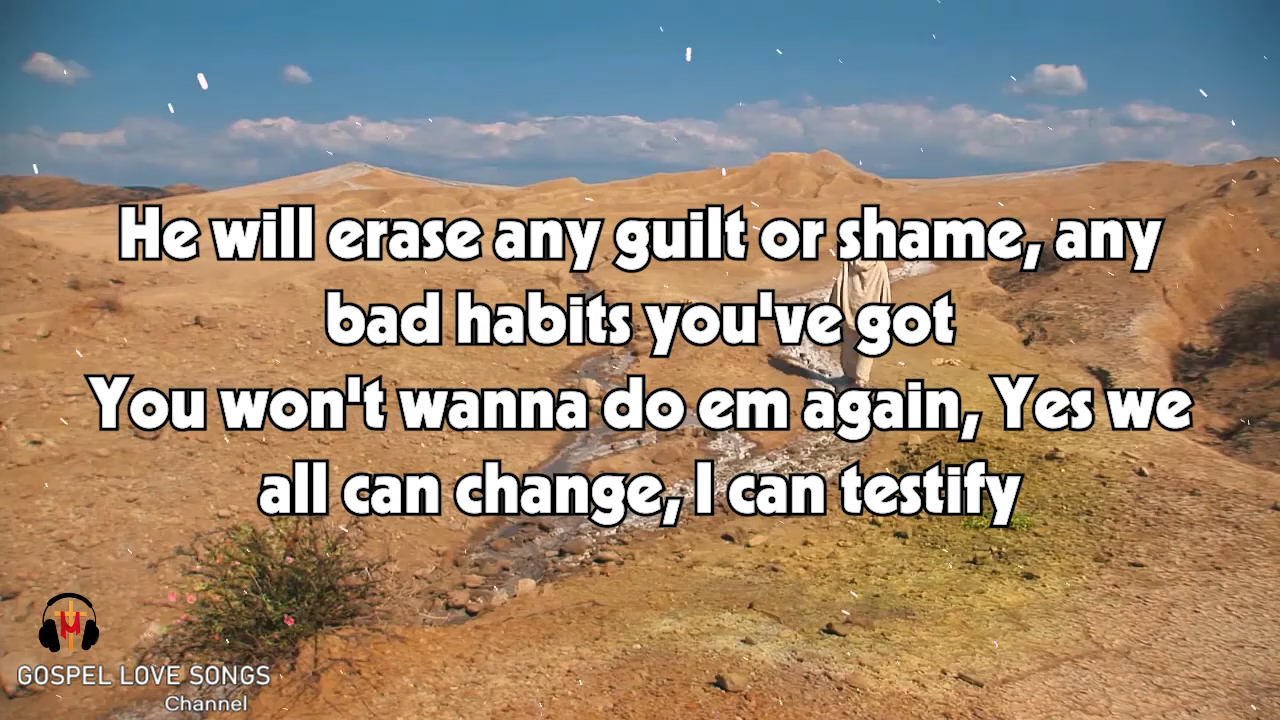 He will erase any guilt or shame, any
bad habits you've got
You won't wanna do em again, Yes we
all can change, I can testify
M
GOSPEL LOVE SONGS
Channel